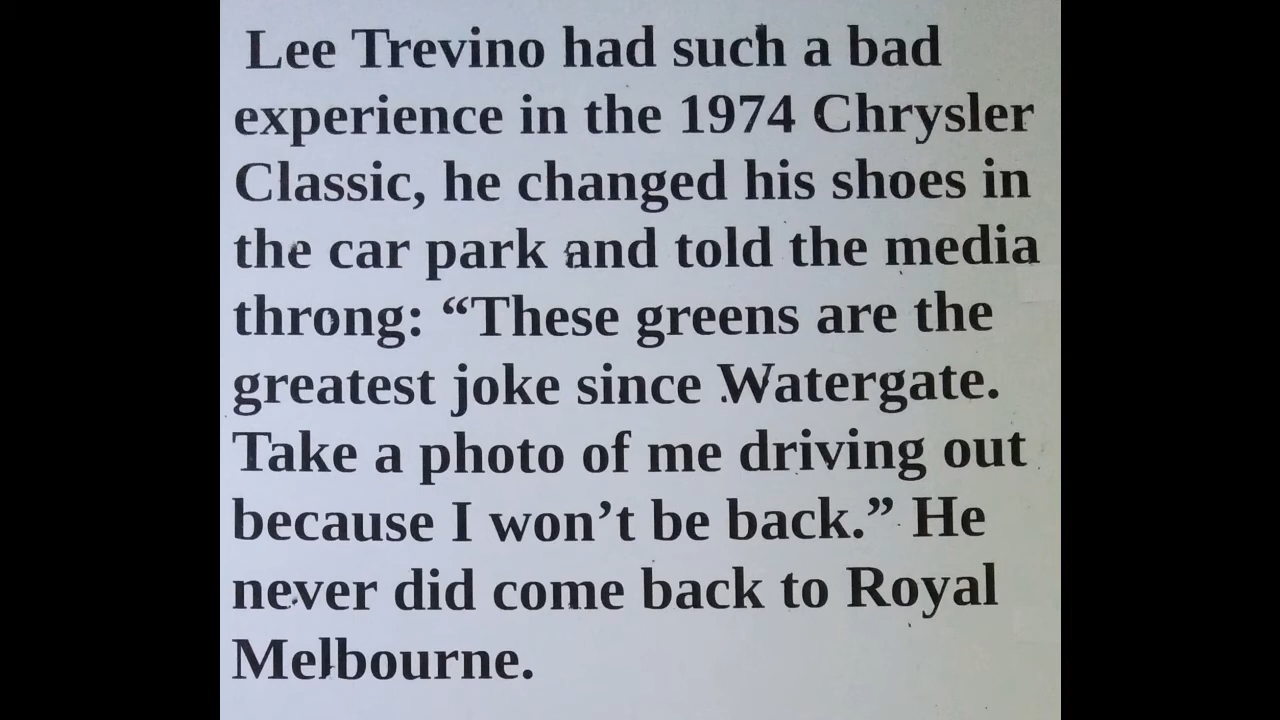 Lee Trevino had such a bad
experience in the 1974 Chrysler
Classic, he changed his shoes in
the car park and told the media
throng: “These greens are the
greatest joke since Watergate.
Take a photo of me driving out
because I won’t be back.” He
never did come back to Royal
Melbourne.